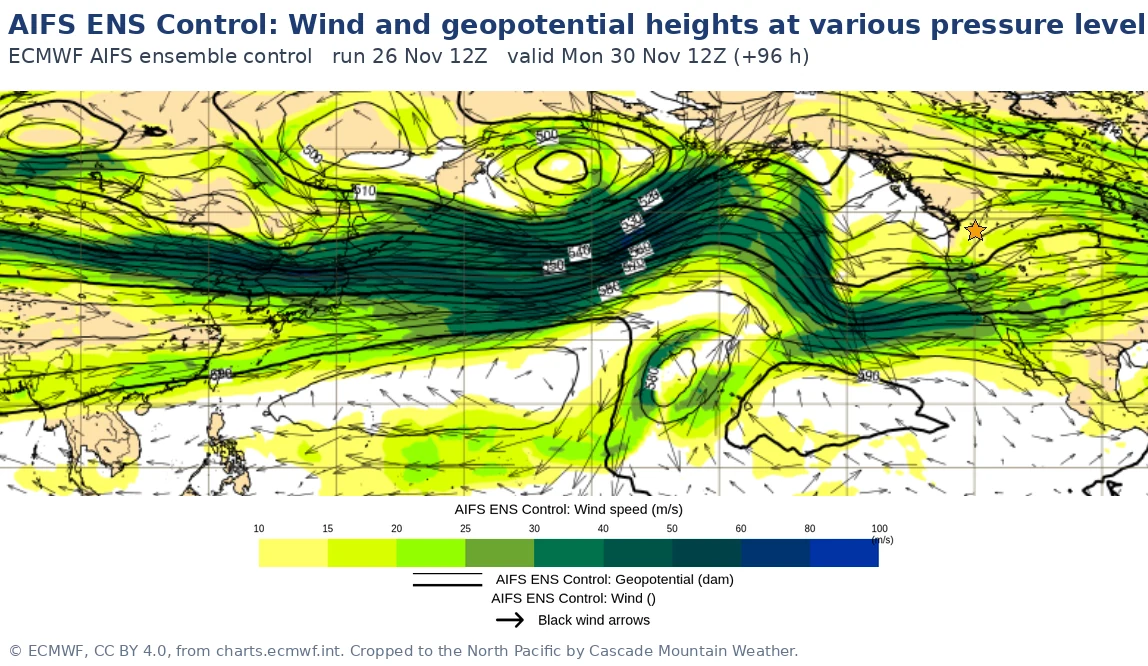 AIFS ENS Control: Wind and geopotential heights at various pressure level
ECMWF AIFS ensemble control run 26 Nov 12Z valid Mon 30 Nov 12Z (+96 h)
500
500
510
520
530
540
550
560
570
580
580
590
AIFS ENS Control: Wind speed (m/s)
10 15 20 25 30 40 50 60 80 100
(m/s)
AIFS ENS Control: Geopotential (dam)
AIFS ENS Control: Wind ()
Black wind arrows
© ECMWF, CC BY 4.0, from charts.ecmwf.int. Cropped to the North Pacific by Cascade Mountain Weather.